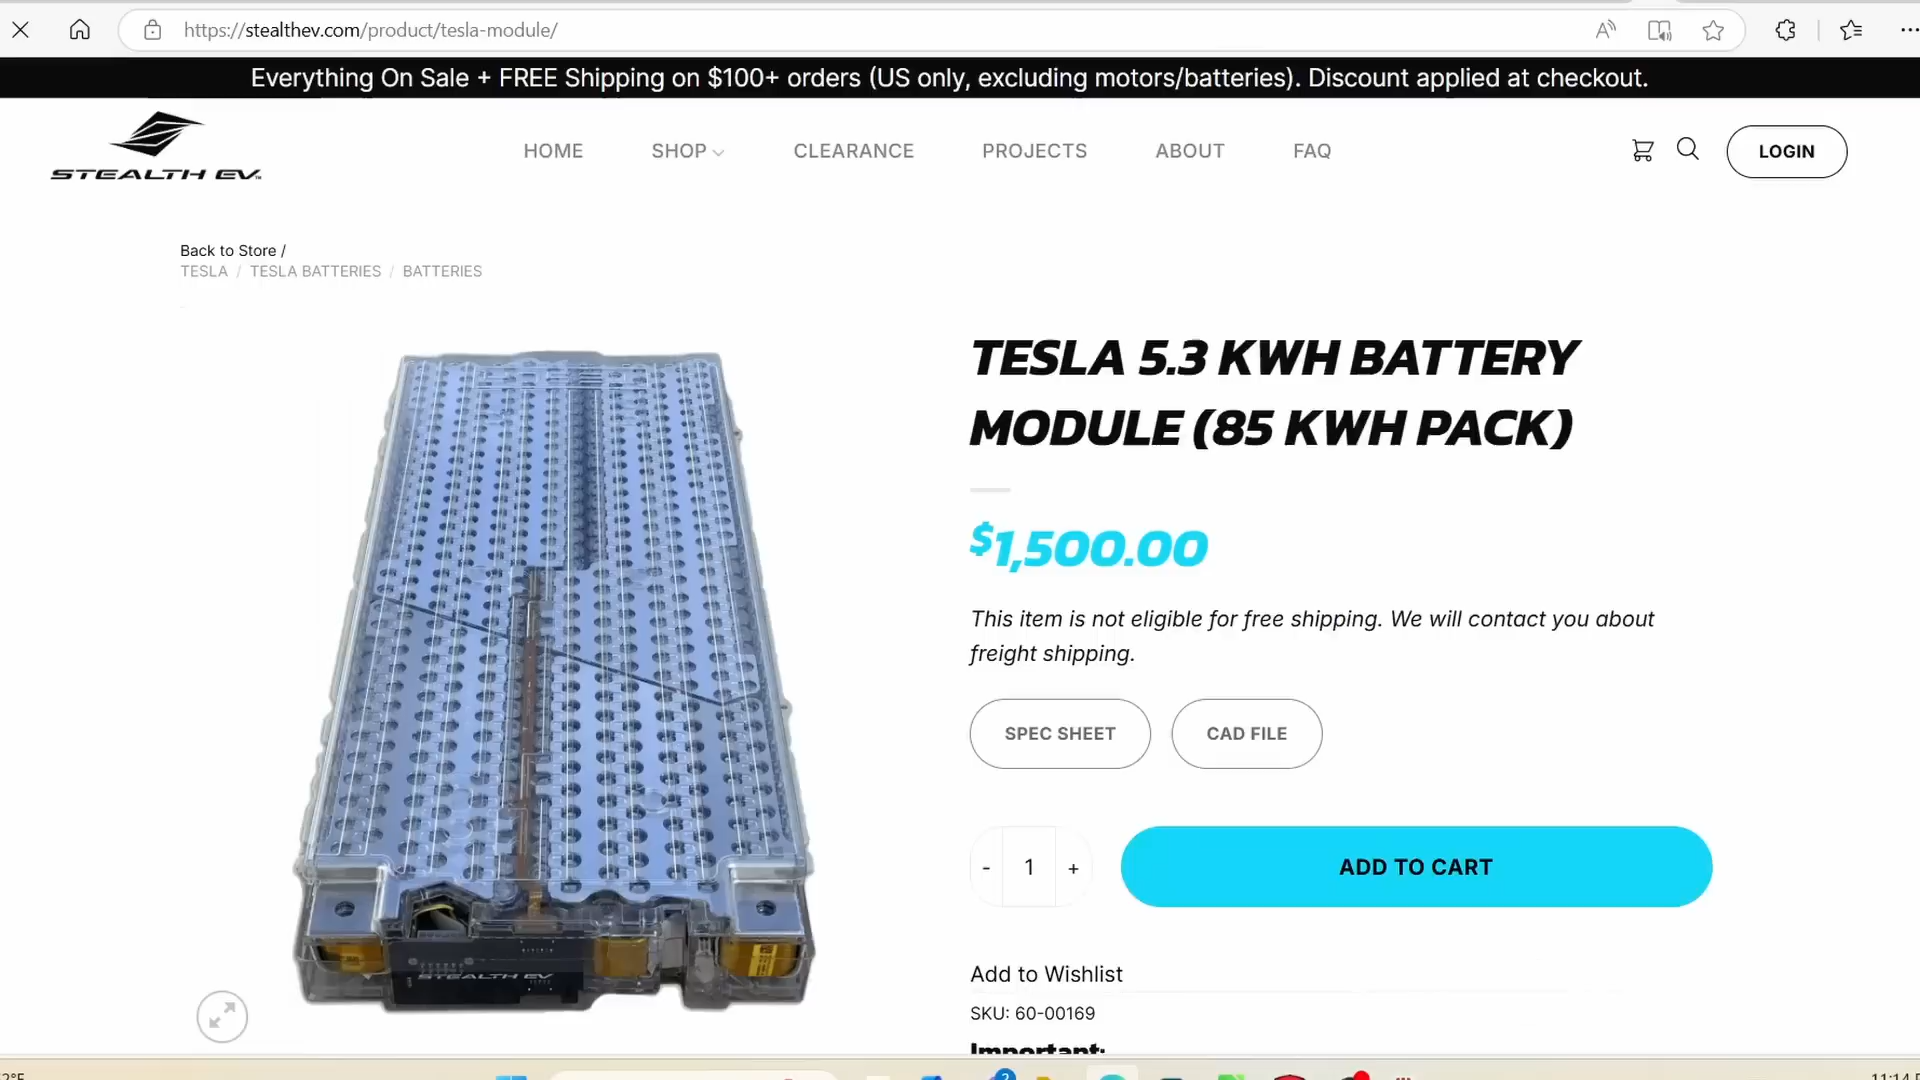 https://stealthev.com/product/tesla-module/
Everything On Sale + FREE Shipping on $100+ orders (US only, excluding motors/batteries). Discount applied at checkout.
STEALTH EV
HOME
SHOP
CLEARANCE
PROJECTS
ABOUT
FAQ
LOGIN
Back to Store /
TESLA / TESLA BATTERIES / BATTERIES
TESLA 5.3 KWH BATTERY
MODULE (85 KWH PACK)
$1,500.00
This item is not eligible for free shipping. We will contact you about
freight shipping.
SPEC SHEET
CAD FILE
- 1 +
ADD TO CART
STEALTH EV
Add to Wishlist
SKU: 60-00169
Important:
2